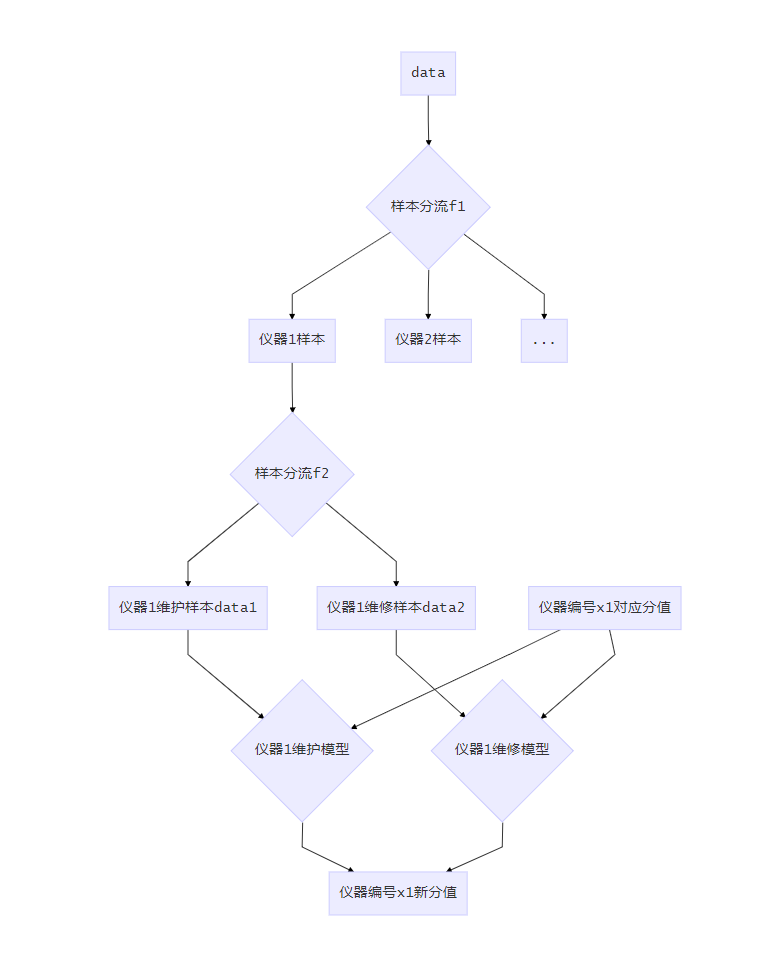 data
样本分流f1
仪器1样本
仪器2样本
...
样本分流f2
仪器1维护样本data1
仪器1维修样本data2
仪器编号x1对应分值
仪器1维护模型
仪器1维修模型
仪器编号x1新分值